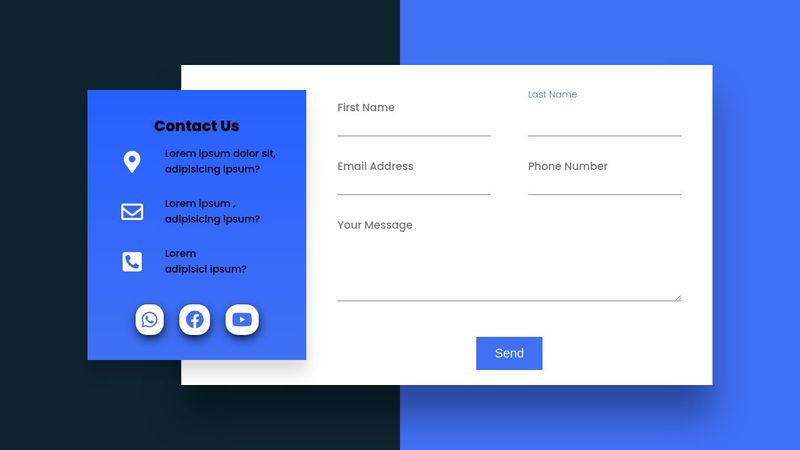 Contact Us
Lorem ipsum dolor sit,
adipisicing ipsum?
Lorem ipsum ,
adipisicing ipsum?
Lorem
adiplsici ipsum?
First Name
Last Name
Email Address
Phone Number
Your Message
Send